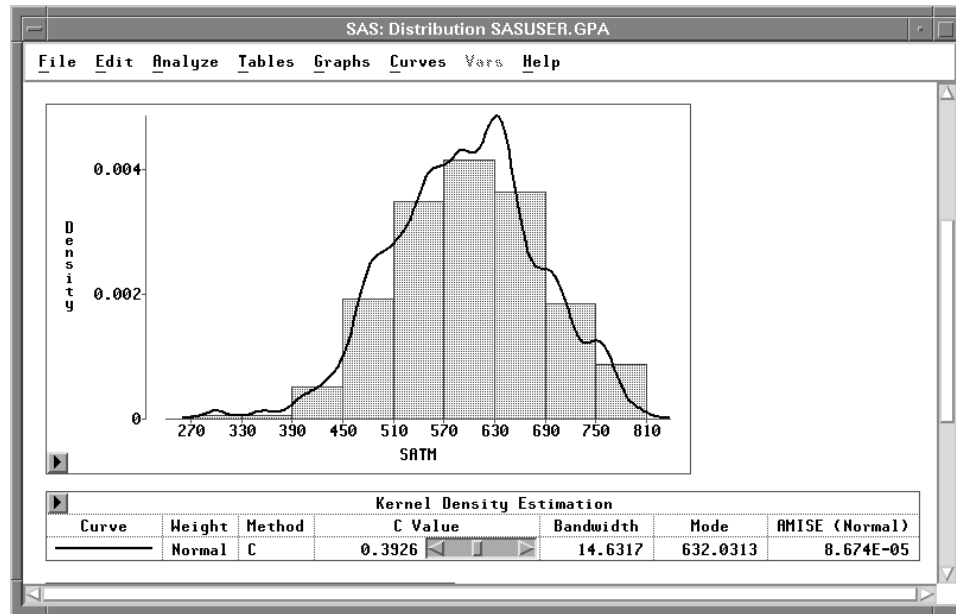 SAS: Distribution SASUSER.GPA
File Edit Analyze Tables Graphs Curves Vars Help
0.004
0.002
0
Density
270 330 390 450 510 570 630 690 750 810
SATM
Kernel Density Estimation
Curve Weight Method C Value Bandwidth Mode AMISE (Normal)
Normal C 0.3926 14.6317 632.0313 8.674E-05